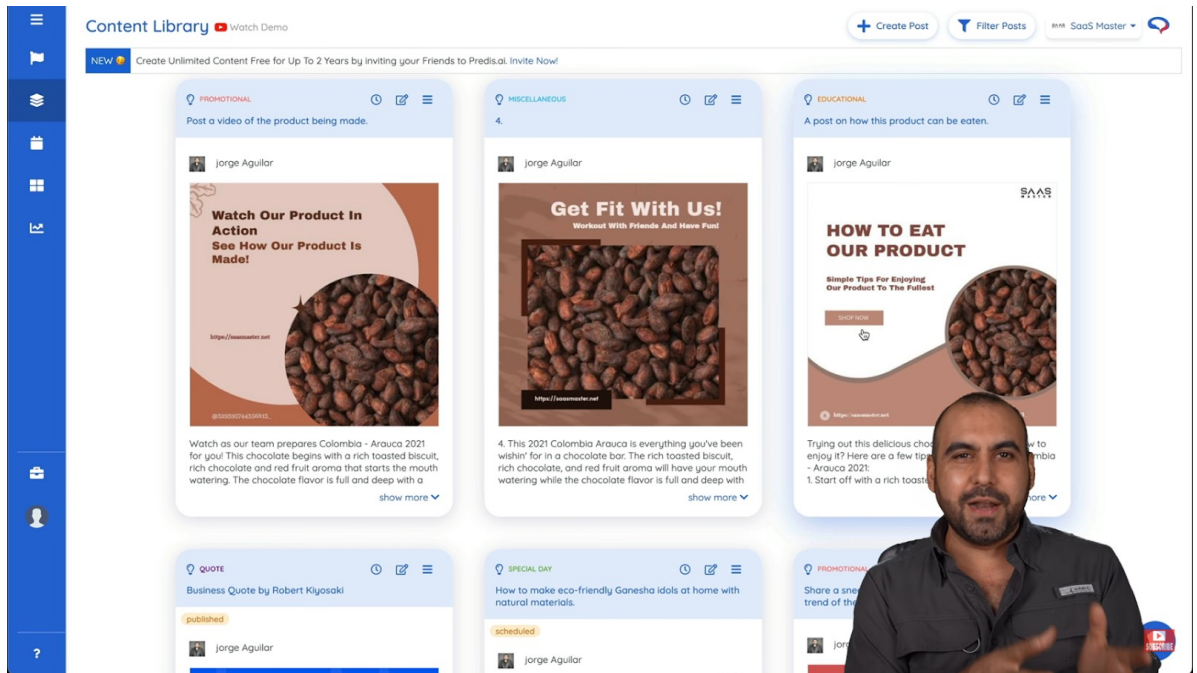 Content Library Watch Demo
Create Post
Filter Posts
SAAS SaaS Master
NEW Create Unlimited Content Free for Up To 2 Years by inviting your Friends to Predis.ai. Invite Now!
PROMOTIONAL
Post a video of the product being made.
jorge Aguilar
Watch Our Product In
Action
See How Our Product Is
Made!
https://saasmaster.net
Watch as our team prepares Colombia - Arauca 2021
for you! This chocolate begins with a rich toasted biscuit,
rich chocolate and red fruit aroma that starts the mouth
watering. The chocolate flavor is full and deep with a
show more
MISCELLANEOUS
4.
jorge Aguilar
Get Fit With Us!
Workout With Friends And Have Fun!
https://saasmaster.net
4. This 2021 Colombia Arauca is everything you've been
wishin' for in a chocolate bar. The rich toasted biscuit,
rich chocolate, and red fruit aroma will have your mouth
watering while the chocolate flavor is full and deep with
show more
EDUCATIONAL
A post on how this product can be eaten.
jorge Aguilar
SAAS
MASTER
HOW TO EAT
OUR PRODUCT
Simple Tips For Enjoying
Our Product To The Fullest
SHOP NOW
https://saasmaster.net
Trying out this delicious
enjoy it? Here are a few
- Arauca 2021:
1. Start off with a rich
more
QUOTE
Business Quote by Robert Kiyosaki
published
jorge Aguilar
SPECIAL DAY
How to make eco-friendly Ganesha idols at home with
natural materials.
scheduled
jorge Aguilar
PROMOTIONAL
Share a
trend of
?
SUBSCRIBE